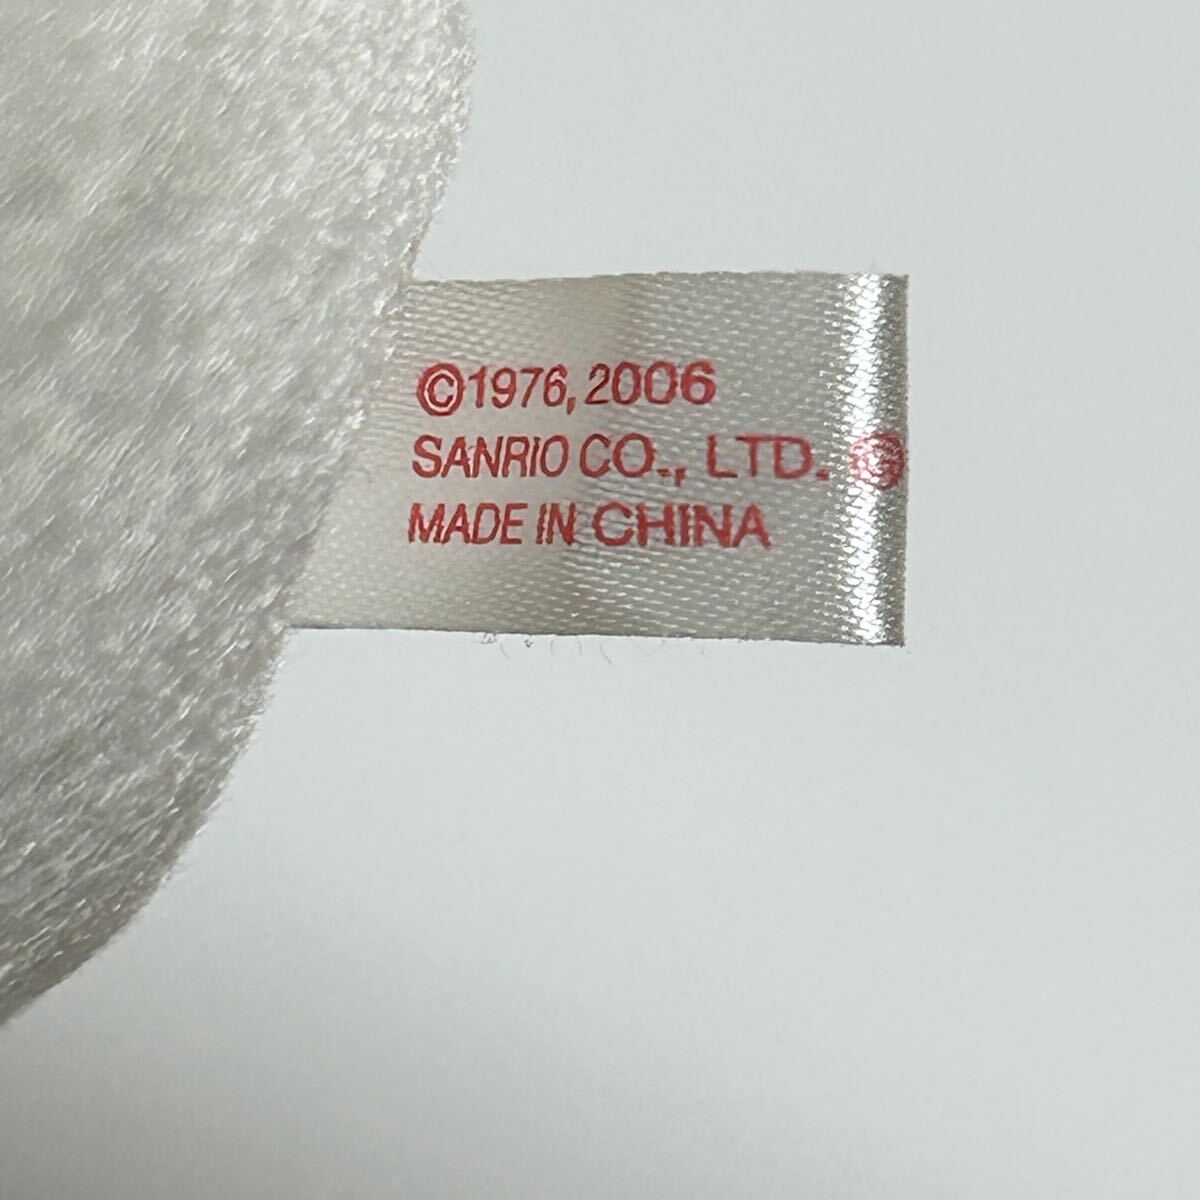 ©1976, 2006
SANRIO CO., LTD.
MADE IN CHINA